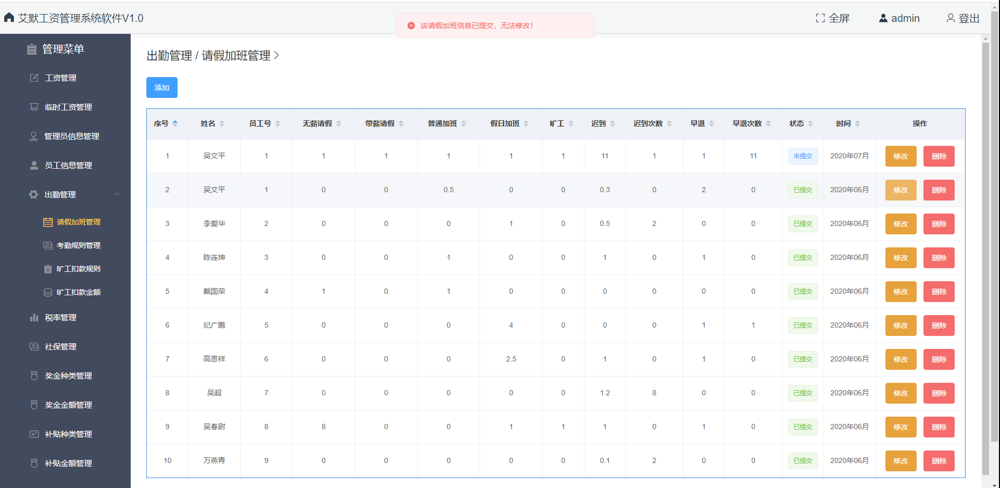 艾默工资管理系统软件V1.0
该请假加班信息已提交，无法修改!
全屏 admin 登出
管理菜单
工资管理
临时工资管理
管理员信息管理
员工信息管理
出勤管理
请假加班管理
考勤规则管理
旷工扣款规则
旷工扣款金额
税率管理
社保管理
奖金种类管理
奖金金额管理
补贴种类管理
补贴金额管理
出勤管理 / 请假加班管理
添加
序号 姓名 员工号 无薪请假 带薪请假 普通加班 假日加班 旷工 迟到 迟到次数 早退 早退次数 状态 时间 操作
1 吴文平 1 1 1 1 1 1 11 1 1 11 未提交 2020年07月 修改 删除
2 吴文平 1 0 0 0.5 0 0 0.3 0 2 0 已提交 2020年06月 修改 删除
3 李爱华 2 0 0 0 1 0 0.5 2 0 0 已提交 2020年06月 修改 删除
4 陈连坤 3 0 0 1 0 0 1 0 1 0 已提交 2020年06月 修改 删除
5 戴国荣 4 1 0 1 0 0 0 0 0 0 已提交 2020年06月 修改 删除
6 纪广鹏 5 0 0 0 4 0 0 0 1 1 已提交 2020年06月 修改 删除
7 高恩祥 6 0 0 0 2.5 0 1 0 1 0 已提交 2020年06月 修改 删除
8 吴超 7 0 0 0 0 0 1.2 8 0 0 已提交 2020年06月 修改 删除
9 吴春尉 8 8 0 0 1 1 1 0 1 0 已提交 2020年06月 修改 删除
10 万燕青 9 0 0 0 0 0 0.1 2 0 0 已提交 2020年06月 修改 删除